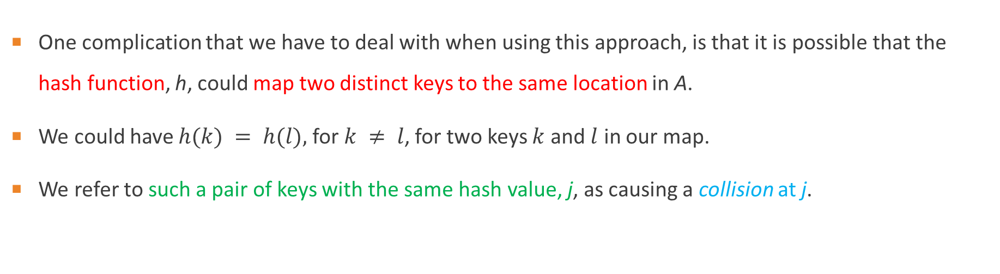 ▪ One complication that we have to deal with when using this approach, is that it is possible that the
hash function, h, could map two distinct keys to the same location in A.
▪ We could have h(k) = h(l), for k ≠ l, for two keys k and l in our map.
▪ We refer to such a pair of keys with the same hash value, j, as causing a collision at j.